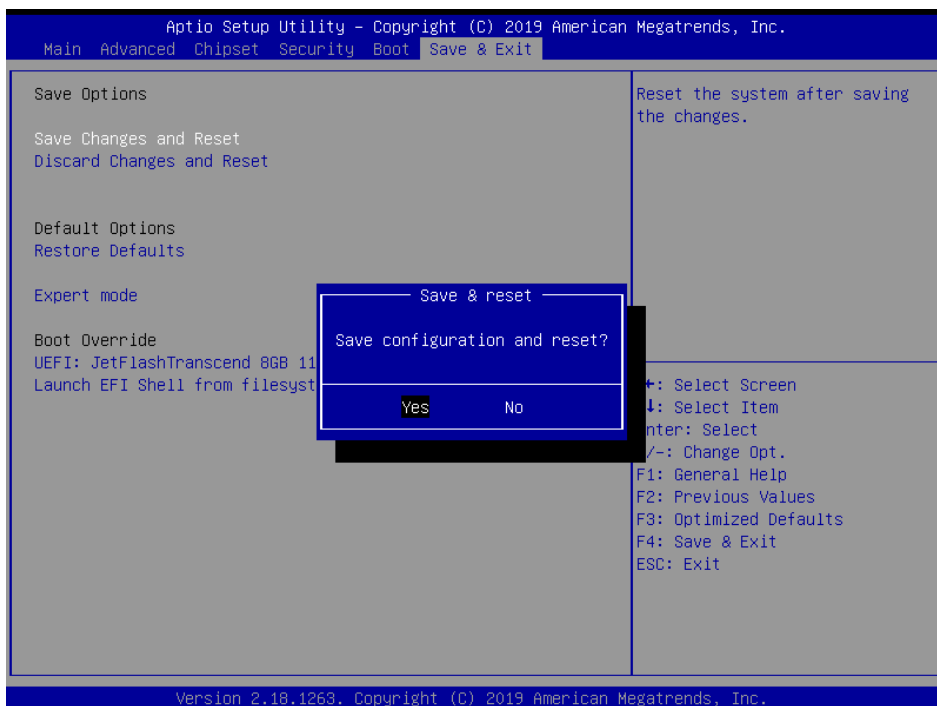 Aptio Setup Utility – Copyright (C) 2019 American Megatrends, Inc.
Main Advanced Chipset Security Boot Save & Exit
Save Options
Save Changes and Reset
Discard Changes and Reset
Default Options
Restore Defaults
Expert mode
Boot Override
UEFI: JetFlashTranscend 8GB 11
Launch EFI Shell from filesyst
Save & reset
Save configuration and reset?
Yes No
Reset the system after saving
the changes.
: Select Screen
: Select Item
nter: Select
/-: Change Opt.
F1: General Help
F2: Previous Values
F3: Optimized Defaults
F4: Save & Exit
ESC: Exit
Version 2.18.1263. Copyright (C) 2019 American Megatrends, Inc.